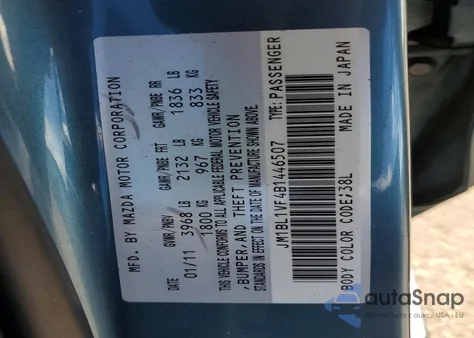 MFD. BY MAZDA MOTOR CORPORATION
GVWR/PNBV GAWR/PNBE FRT GAWR/PNBE RR
01/11 3968 LB 2132 LB 1836 LB
1800 KG 967 KG 833 KG
THIS VEHICLE CONFORMS TO ALL APPLICABLE FEDERAL MOTOR VEHICLE SAFETY
, BUMPER, AND THEFT PREVENTION
STANDARDS IN EFFECT ON THE DATE OF MANUFACTURE SHOWN ABOVE.
JM1BL1VF4B1446507 TYPE:PASSENGER
BODY COLOR CODE;38L MADE IN JAPAN
autoSnap